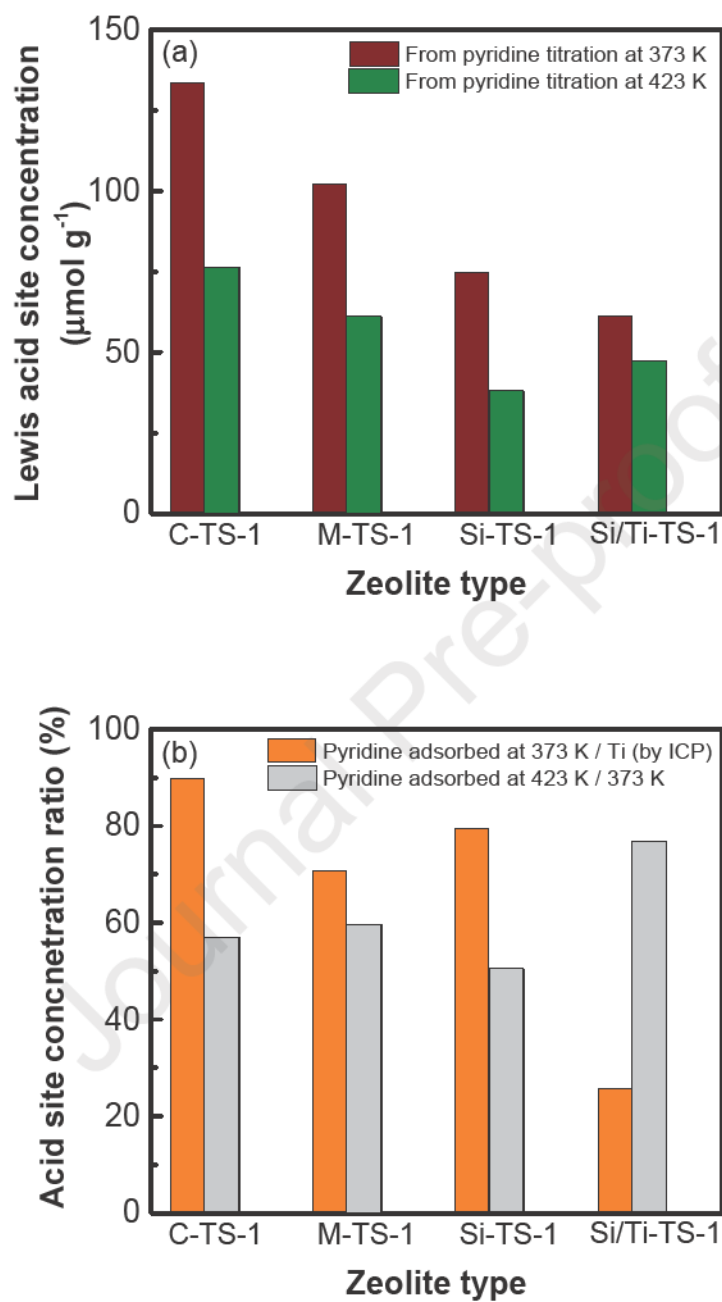 (a)
From pyridine titration at 373 K
From pyridine titration at 423 K
150
100
50
0
Lewis acid site concentration
(μmol g⁻¹)
C-TS-1 M-TS-1 Si-TS-1 Si/Ti-TS-1
Zeolite type
Journal Pre-proof
(b)
Pyridine adsorbed at 373 K / Ti (by ICP)
Pyridine adsorbed at 423 K / 373 K
100
80
60
40
20
0
Acid site concnetration ratio (%)
C-TS-1 M-TS-1 Si-TS-1 Si/Ti-TS-1
Zeolite type